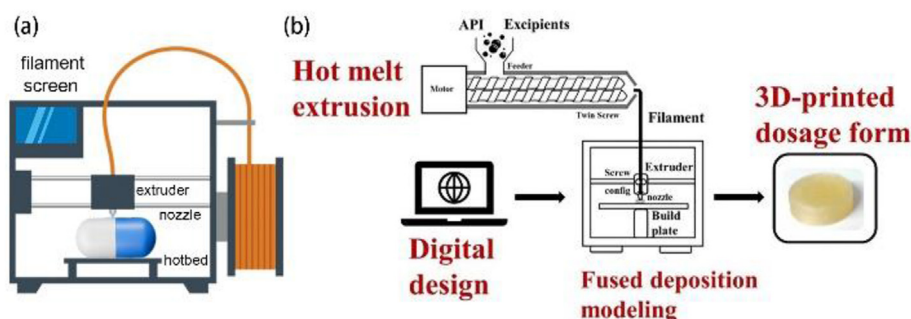 (a)
filament
screen
extruder
nozzle
hotbed
(b)
API Excipients
Feeder
Hot melt
extrusion
Motor
Twin Screw
Filament
3D-printed
dosage form
Screw Extruder
config
nozzle
Build
plate
Digital
design
Fused deposition
modeling